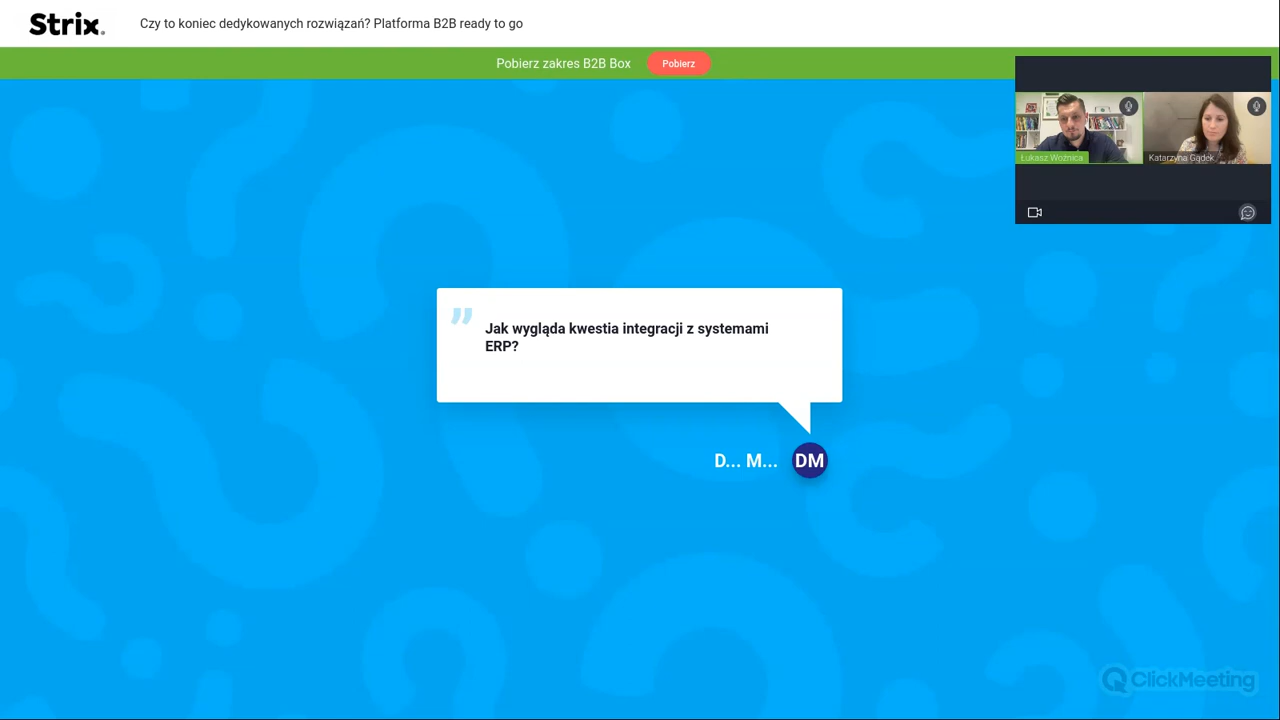 Strix
Czy to koniec dedykowanych rozwiązań? Platforma B2B ready to go
Pobierz zakres B2B Box
Pobierz
Łukasz Woźnica
Katarzyna Gądek
Jak wygląda kwestia integracji z systemami
ERP?
D... M...
DM
ClickMeeting